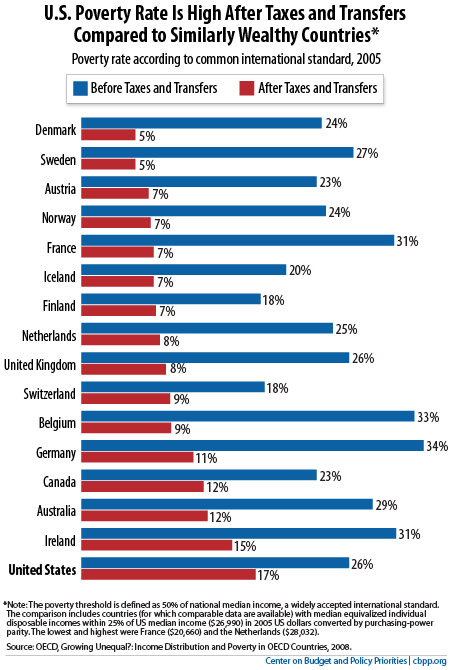 U.S. Poverty Rate Is High After Taxes and Transfers
Compared to Similarly Wealthy Countries*
Poverty rate according to common international standard, 2005
Before Taxes and Transfers After Taxes and Transfers
Denmark 24%
5%
Sweden 27%
5%
Austria 23%
7%
Norway 24%
7%
France 31%
7%
Iceland 20%
7%
Finland 18%
7%
Netherlands 25%
8%
United Kingdom 26%
8%
Switzerland 18%
9%
Belgium 33%
9%
Germany 34%
11%
Canada 23%
12%
Australia 29%
12%
Ireland 31%
15%
United States 26%
17%
*Note: The poverty threshold is defined as 50% of national median income, a widely accepted international standard.
The comparison includes countries (for which comparable data are available) with median equivalized individual
disposable incomes within 25% of US median income ($26,990) in 2005 US dollars converted by purchasing-power
parity. The lowest and highest were France ($20,660) and the Netherlands ($28,032).
Source: OECD, Growing Unequal?: Income Distribution and Poverty in OECD Countries, 2008.
Center on Budget and Policy Priorities | cbpp.org